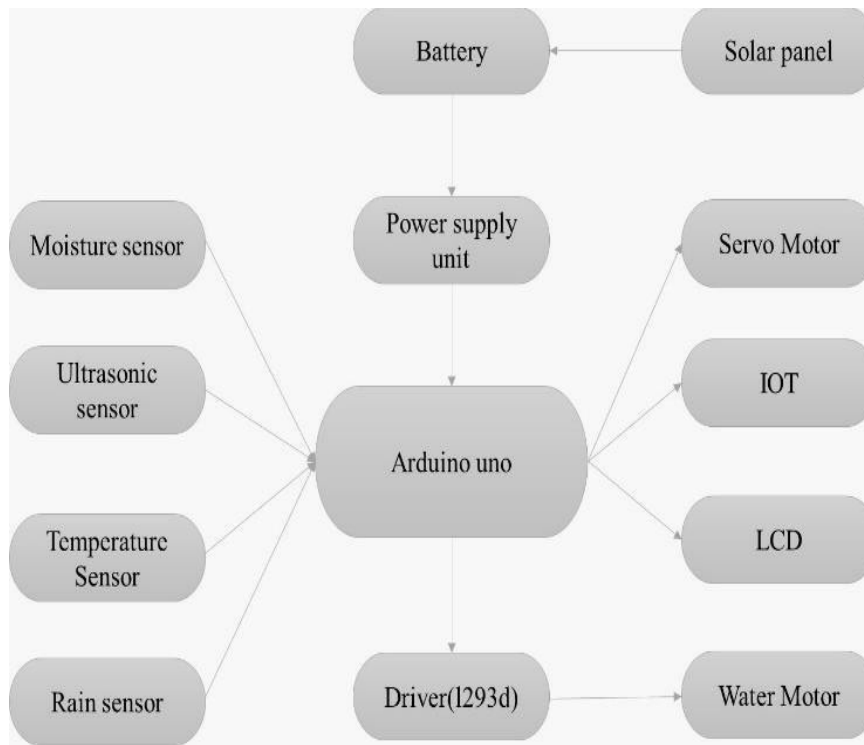 Battery
Solar panel
Moisture sensor
Power supply
unit
Servo Motor
Ultrasonic
sensor
IOT
Arduino uno
Temperature
Sensor
LCD
Rain sensor
Driver(l293d)
Water Motor